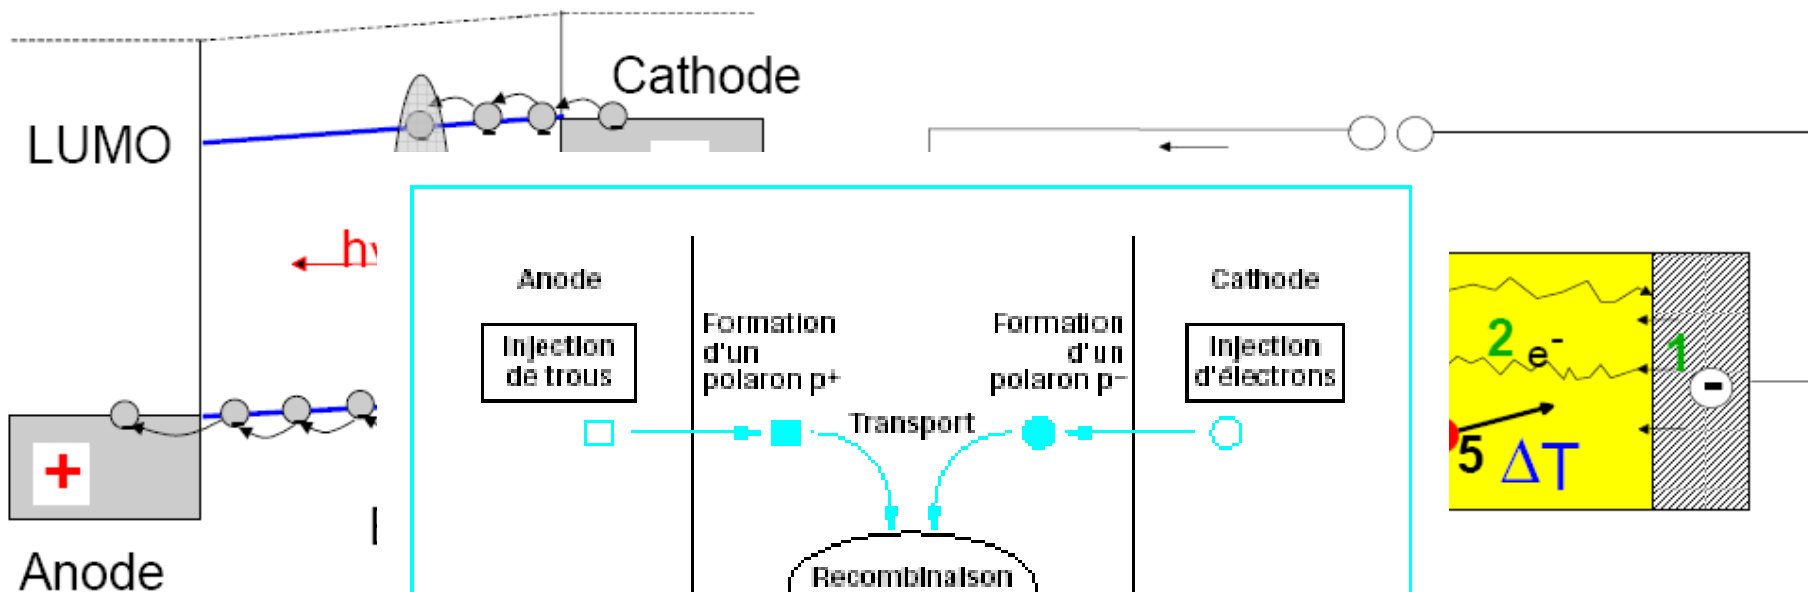 Cathode
LUMO
hν
Anode
Cathode
Formation
d'un
polaron p+
Formation
d'un
polaron p-
Injection
de trous
Injection
d'électrons
2
e-
1
-
Transport
5
ΔT
+
Anode
Recombinaison